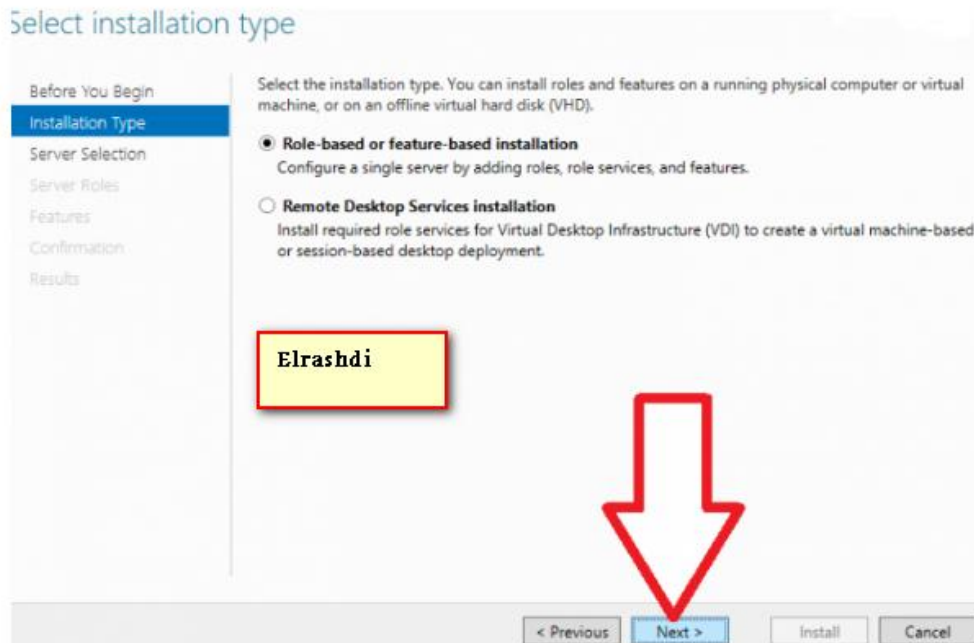 Select installation type
Before You Begin
Installation Type
Server Selection
Server Roles
Features
Confirmation
Results
Select the installation type. You can install roles and features on a running physical computer or virtual
machine, or on an offline virtual hard disk (VHD).
Role-based or feature-based installation
Configure a single server by adding roles, role services, and features.
Remote Desktop Services installation
Install required role services for Virtual Desktop Infrastructure (VDI) to create a virtual machine-based
or session-based desktop deployment.
Elrashdi
< Previous
Next >
Install
Cancel